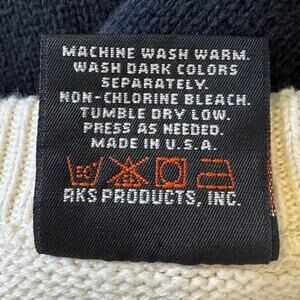 MACHINE WASH WARM.
WASH DARK COLORS
SEPARATELY.
NON-CHLORINE BLEACH.
TUMBLE DRY LOW.
PRESS AS NEEDED.
MADE IN U.S.A.
RKS PRODUCTS, INC.